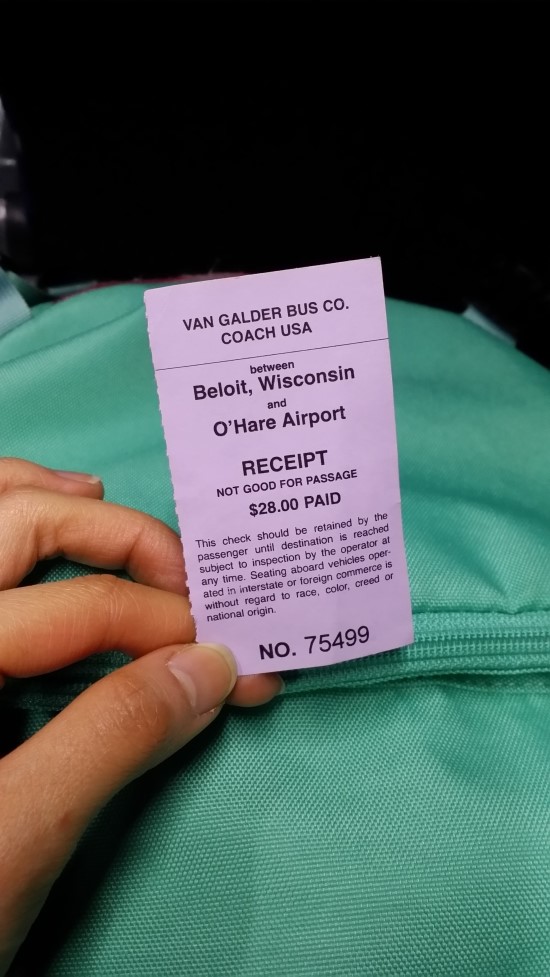 VAN GALDER BUS CO.
COACH USA
between
Beloit, Wisconsin
and
O'Hare Airport
RECEIPT
NOT GOOD FOR PASSAGE
$28.00 PAID
This check should be retained by the
passenger until destination is reached
subject to inspection by the operator at
any time. Seating aboard vehicles oper-
ated in interstate or foreign commerce is
without regard to race, color, creed or
national origin.
NO. 75499